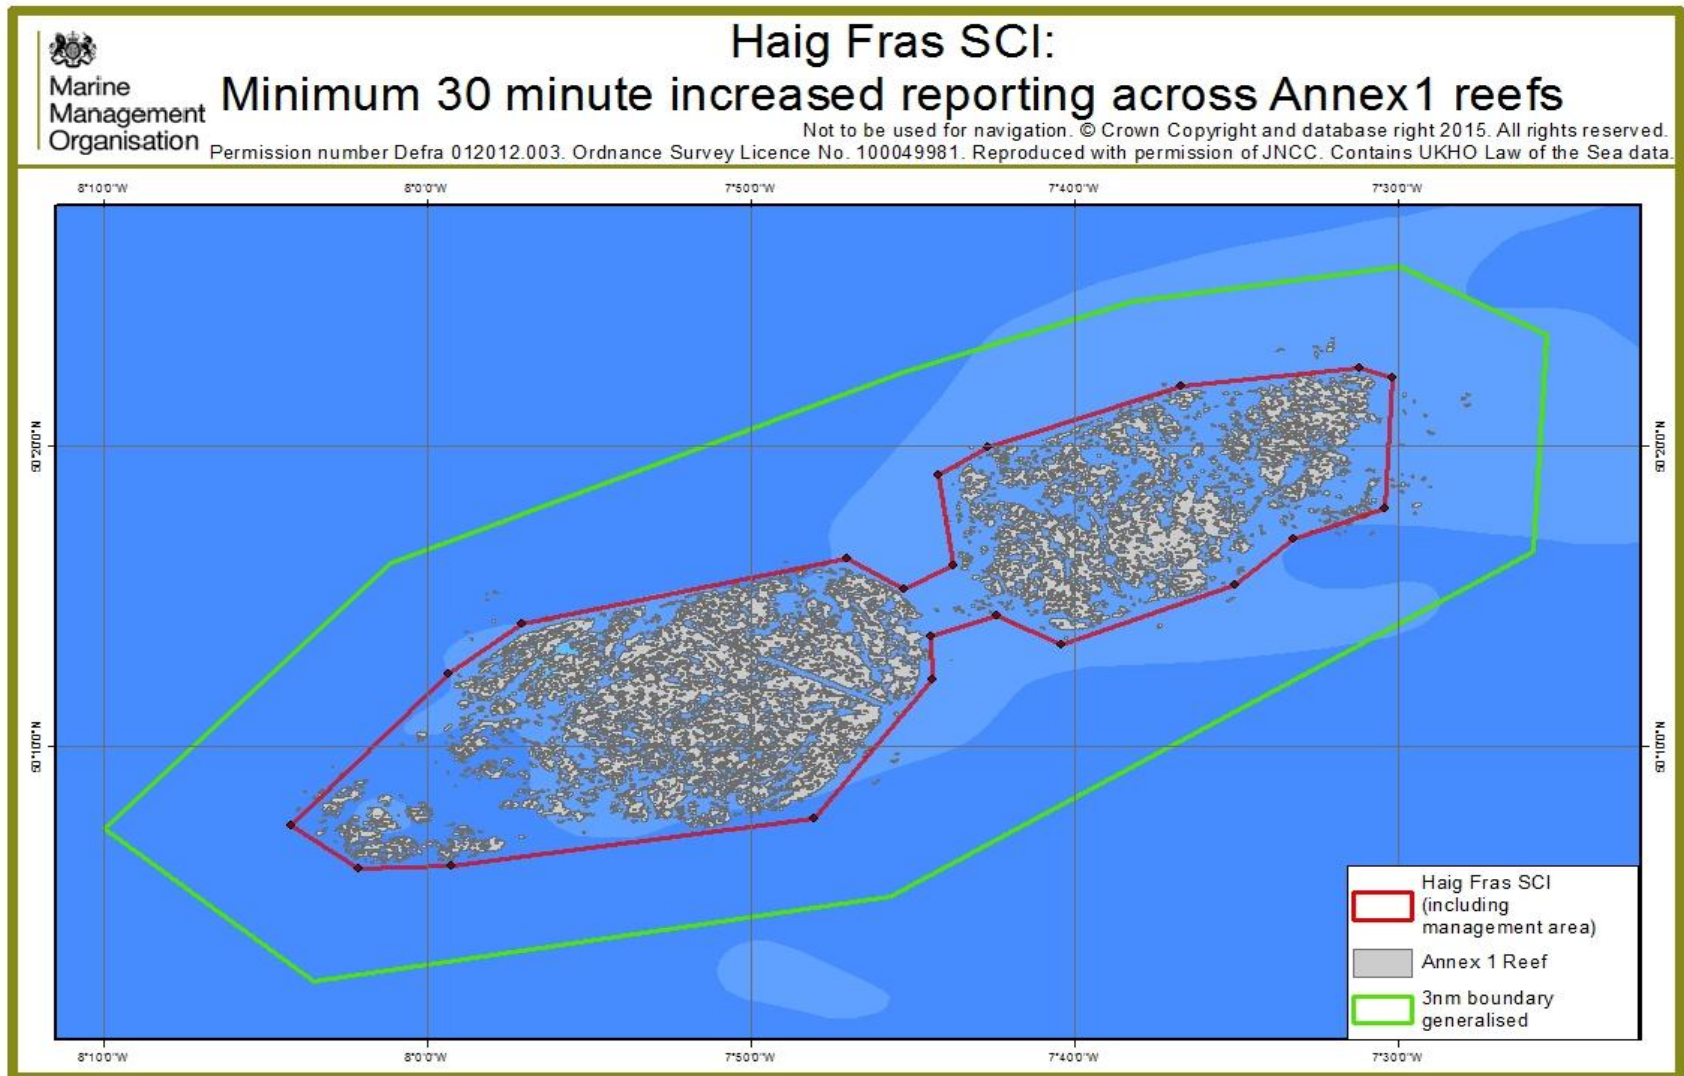 Haig Fras SCI:
Minimum 30 minute increased reporting across Annex1 reefs
Marine
Management
Organisation
Not to be used for navigation. © Crown Copyright and database right 2015. All rights reserved.
Permission number Defra 012012.003. Ordnance Survey Licence No. 100049981. Reproduced with permission of JNCC. Contains UKHO Law of the Sea data.
8°10'0"W 8°0'0"W 7°50'0"W 7°40'0"W 7°30'0"W
50°20'0"N 50°20'0"N
50°10'0"N 50°10'0"N
Haig Fras SCI
(including
management area)
Annex 1 Reef
3nm boundary
generalised
8°10'0"W 8°0'0"W 7°50'0"W 7°40'0"W 7°30'0"W